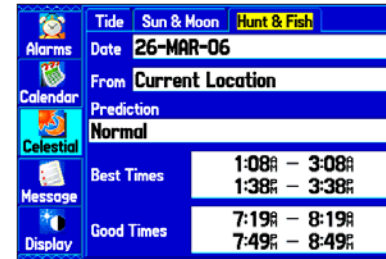 Tide Sun & Moon Hunt & Fish
Alarms
Date 26-MAR-06
From Current Location
Calendar
Prediction
Normal
Celestial
Best Times
1:08A - 3:08A
1:38P - 3:38P
Message
Good Times
7:19A - 8:19A
7:49P - 8:49P
Display